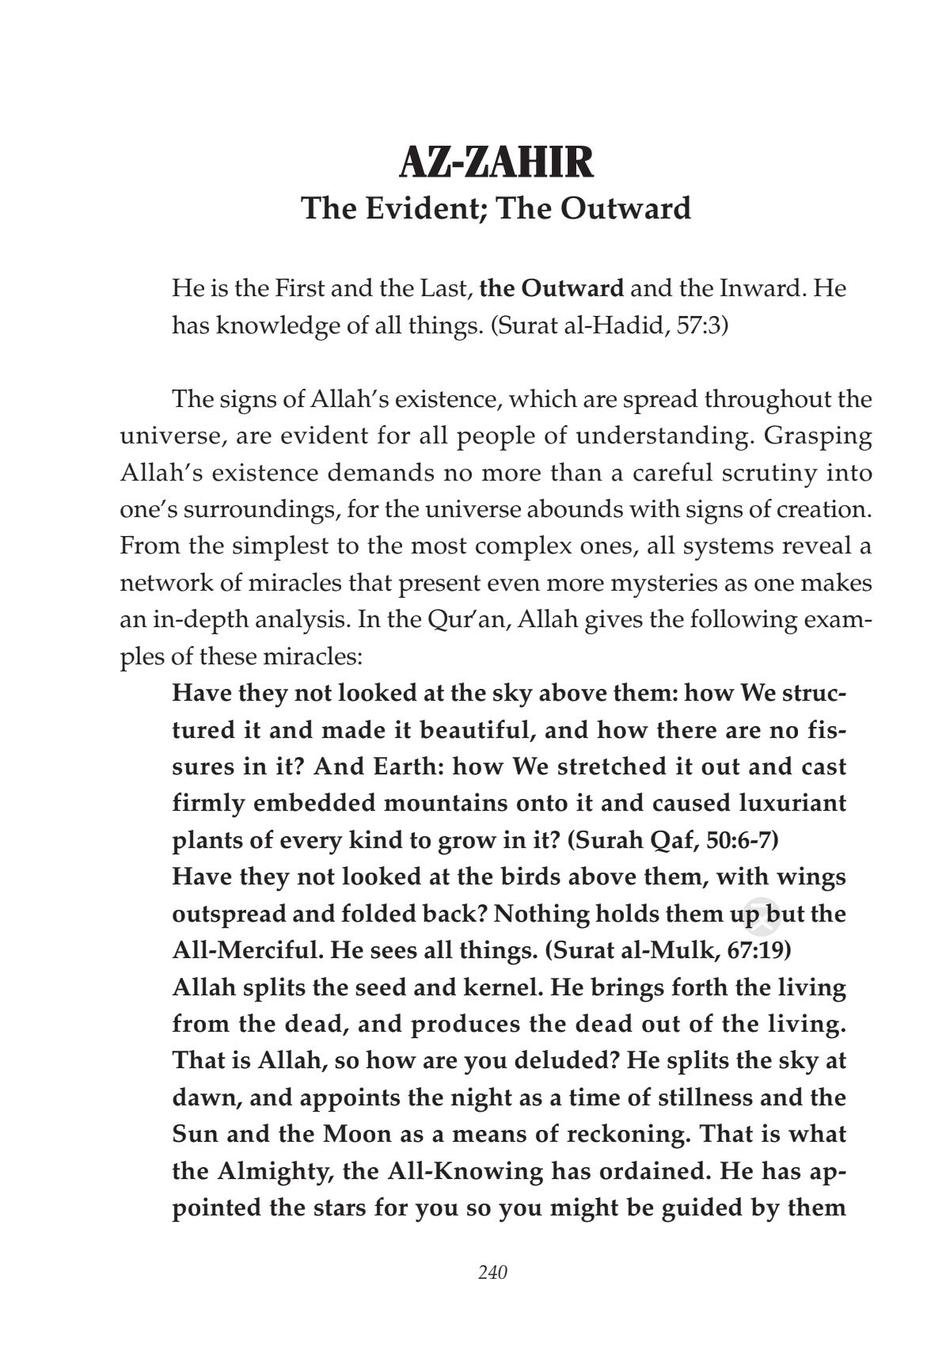 AZ-ZAHIR
The Evident; The Outward
He is the First and the Last, the Outward and the Inward. He
has knowledge of all things. (Surat al-Hadid, 57:3)
The signs of Allah’s existence, which are spread throughout the
universe, are evident for all people of understanding. Grasping
Allah’s existence demands no more than a careful scrutiny into
one’s surroundings, for the universe abounds with signs of creation.
From the simplest to the most complex ones, all systems reveal a
network of miracles that present even more mysteries as one makes
an in-depth analysis. In the Qur’an, Allah gives the following exam-
ples of these miracles:
Have they not looked at the sky above them: how We struc-
tured it and made it beautiful, and how there are no fis-
sures in it? And Earth: how We stretched it out and cast
firmly embedded mountains onto it and caused luxuriant
plants of every kind to grow in it? (Surah Qaf, 50:6-7)
Have they not looked at the birds above them, with wings
outspread and folded back? Nothing holds them up but the
All-Merciful. He sees all things. (Surat al-Mulk, 67:19)
Allah splits the seed and kernel. He brings forth the living
from the dead, and produces the dead out of the living.
That is Allah, so how are you deluded? He splits the sky at
dawn, and appoints the night as a time of stillness and the
Sun and the Moon as a means of reckoning. That is what
the Almighty, the All-Knowing has ordained. He has ap-
pointed the stars for you so you might be guided by them
240